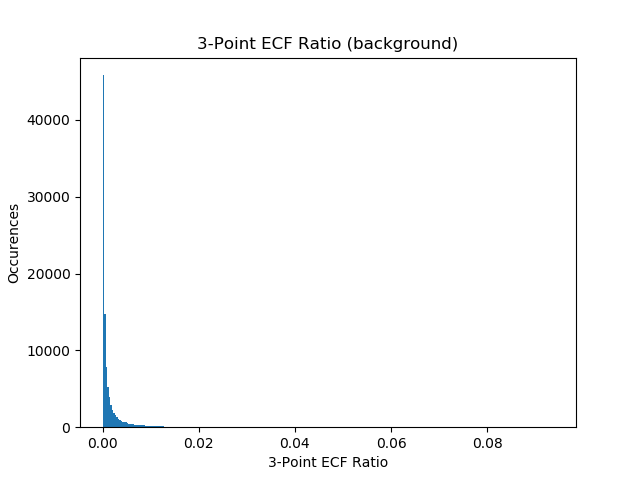 3-Point ECF Ratio (background)
Occurences
40000
30000
20000
10000
0
0.00 0.02 0.04 0.06 0.08
3-Point ECF Ratio